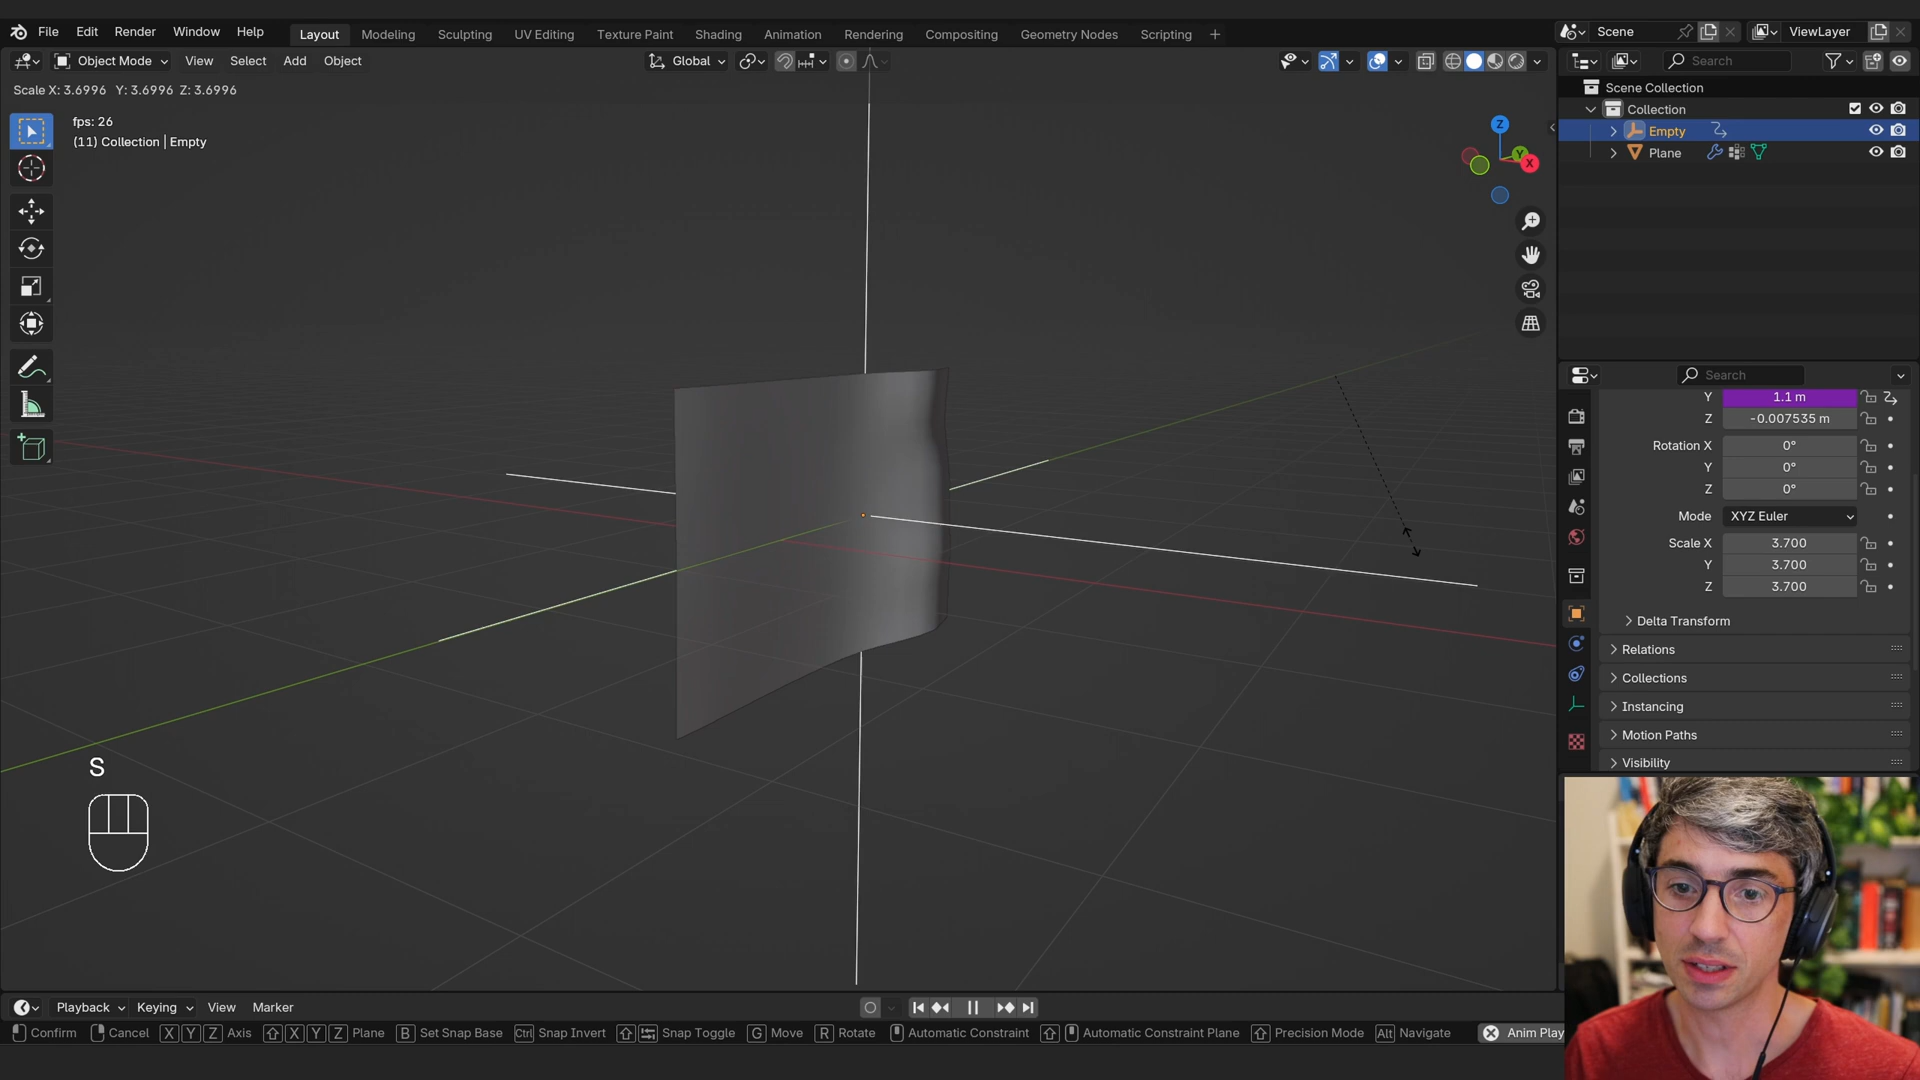 File Edit Render Window Help
Layout Modeling Sculpting UV Editing Texture Paint Shading Animation Rendering Compositing Geometry Nodes Scripting +
Scene
ViewLayer
Object Mode View Select Add Object
Global
Search
Scale X: 3.6996 Y: 3.6996 Z: 3.6996
fps: 26
(11) Collection | Empty
Z
Y
X
Scene Collection
Collection
Empty
Plane
Search
Y 1.1 m
Z -0.007535 m
Rotation X 0°
Y 0°
Z 0°
Mode XYZ Euler
Scale X 3.700
Y 3.700
Z 3.700
Delta Transform
Relations
Collections
Instancing
Motion Paths
Visibility
S
Playback Keying View Marker
Confirm Cancel X Y Z Axis X Y Z Plane B Set Snap Base Ctrl Snap Invert Snap Toggle G Move R Rotate Automatic Constraint Automatic Constraint Plane Precision Mode Alt Navigate Anim Play